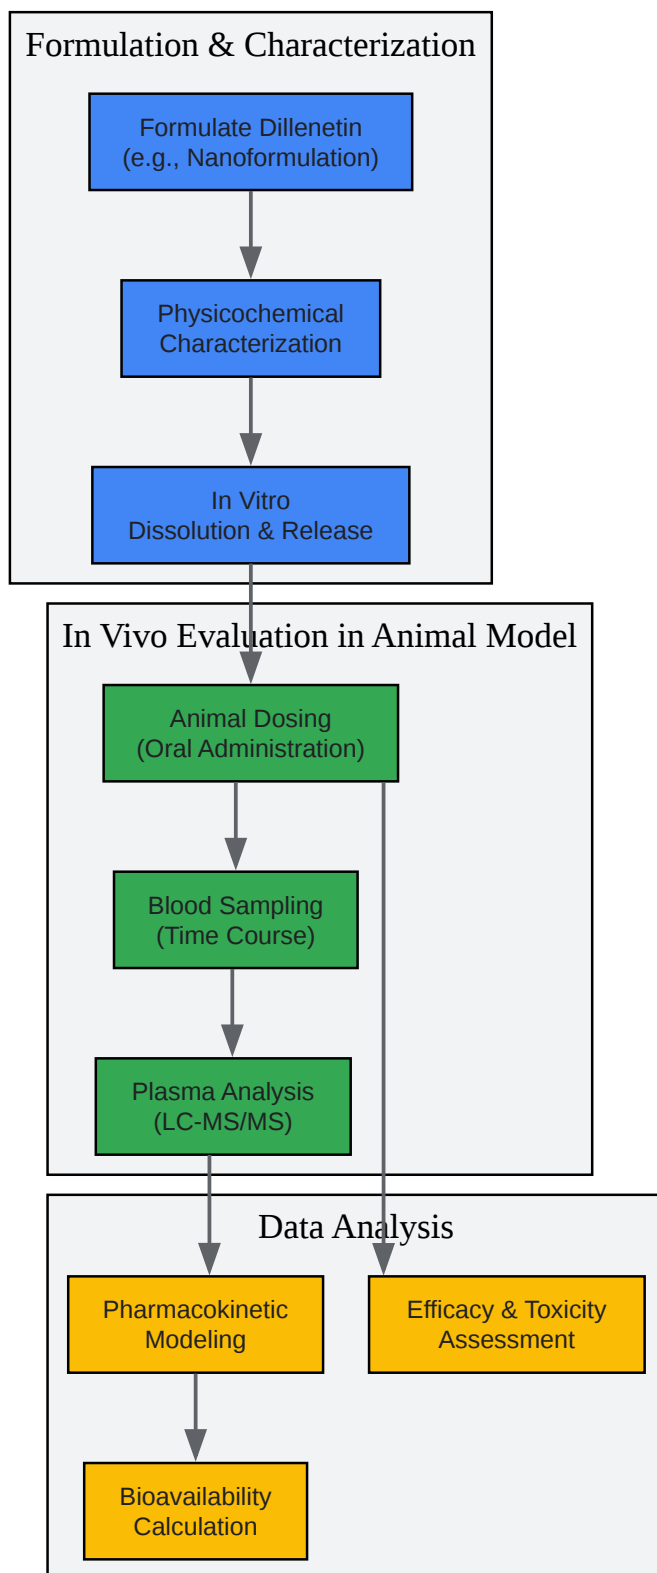 Formulation & Characterization
Formulate Dillenetin
(e.g., Nanoformulation)
Physicochemical
Characterization
In Vitro
Dissolution & Release
In Vivo Evaluation in Animal Model
Animal Dosing
(Oral Administration)
Blood Sampling
(Time Course)
Plasma Analysis
(LC-MS/MS)
Data Analysis
Pharmacokinetic
Modeling
Efficacy & Toxicity
Assessment
Bioavailability
Calculation